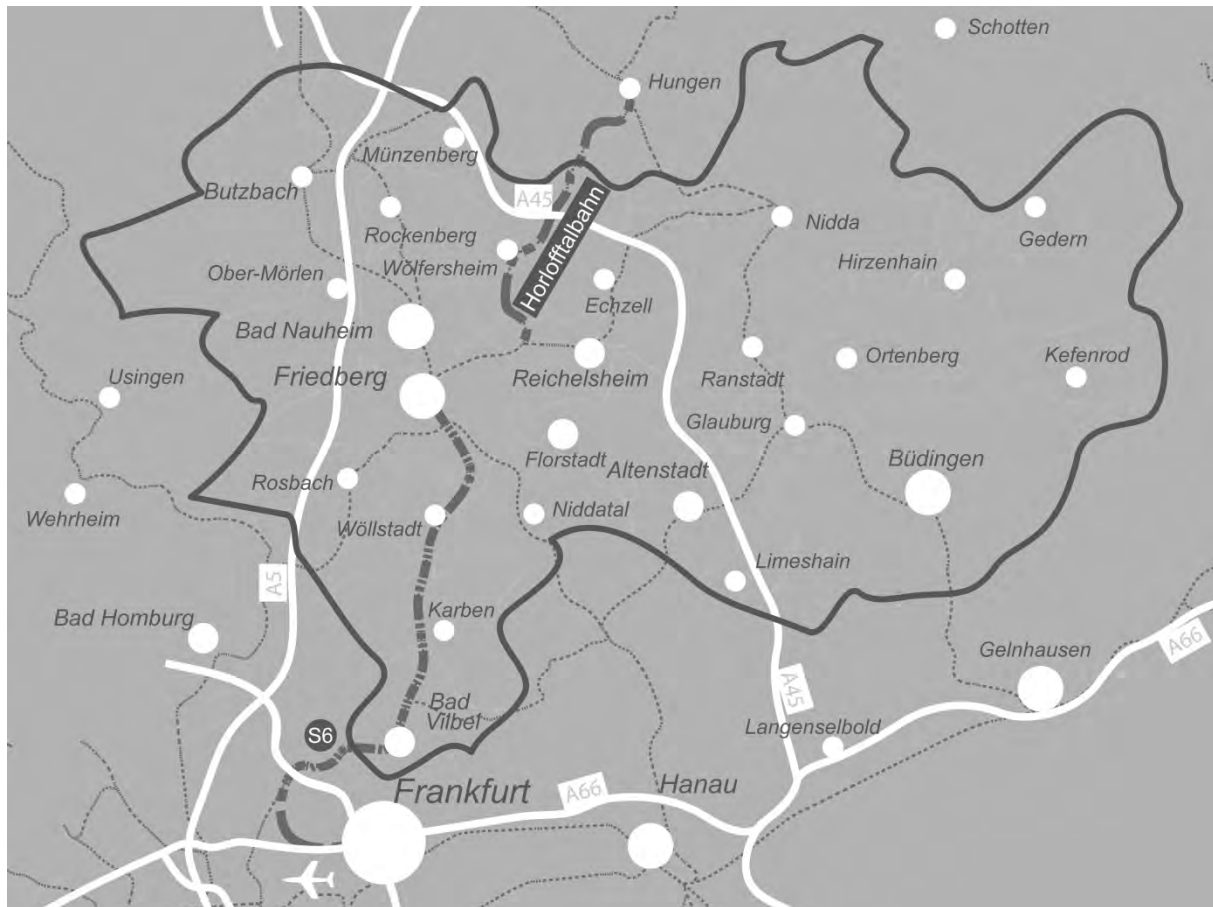 Schotten
Hungen
Münzenberg
Butzbach
A45
Rockenberg
Nidda
Gedern
Wölfersheim
Horlofftalbahn
Hirzenhain
Ober-Mörlen
Echzell
Bad Nauheim
Usingen
Friedberg
Reichelsheim
Ranstadt
Ortenberg
Kefenrod
Glauburg
Florstadt
Altenstadt
Büdingen
Rosbach
Wehrheim
Wöllstadt
Niddatal
A5
Limeshain
Bad Homburg
Karben
Gelnhausen
A66
Bad
Vilbel
A45
S6
Langenselbold
Frankfurt
A66
Hanau